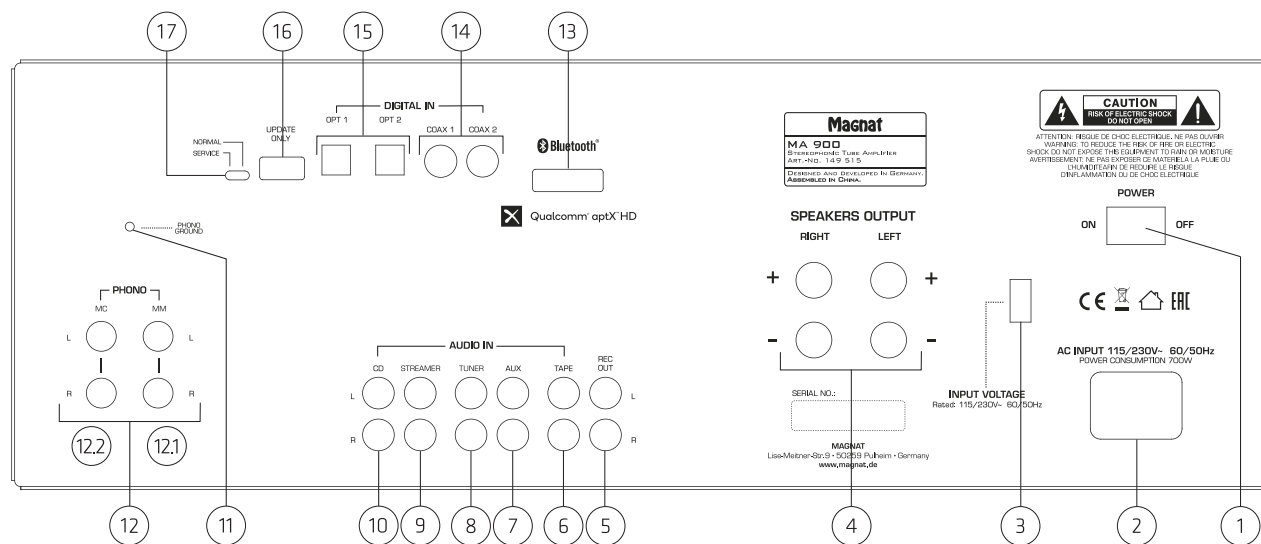 17
16
15
14
13
DIGITAL IN
OPT 1
OPT 2
COAX 1
COAX 2
UPDATE
ONLY
NORMAL
SERVICE
Bluetooth®
Qualcomm® aptX™ HD
PHONO
GROUND
Magnat
MA 900
STEREOPHONIC TUBE AMPLIFIER
ART.-NO. 149 515
DESIGNED AND DEVELOPED IN GERMANY.
ASSEMBLED IN CHINA.
CAUTION
RISK OF ELECTRIC SHOCK
DO NOT OPEN
ATTENTION: RISQUE DE CHOC ELECTRIQUE. NE PAS OUVRIR
WARNING: TO REDUCE THE RISK OF FIRE OR ELECTRIC
SHOCK DO NOT EXPOSE THIS EQUIPMENT TO RAIN OR MOISTURE
AVERTISSEMENT: NE PAS EXPOSER CE MATERIELA LA PLUIE OU
L'HUMIDITEAFIN DE REDUIRE LE RISQUE
D'INFLAMMATION OU DE CHOC ELECTRIQUE
POWER
ON
OFF
SPEAKERS OUTPUT
RIGHT
LEFT
+
+
-
-
CE
EAC
AC INPUT 115/230V~ 60/50Hz
POWER CONSUMPTION 700W
INPUT VOLTAGE
Rated: 115/230V~ 60/50Hz
SERIAL NO.:
MAGNAT
Lise-Meitner-Str.9 • 50259 Pulheim • Germany
www.magnat.de
PHONO
MC
MM
L
L
R
R
12.2
12.1
AUDIO IN
CD
STREAMER
TUNER
AUX
TAPE
REC
OUT
L
L
R
R
12
11
10
9
8
7
6
5
4
3
2
1